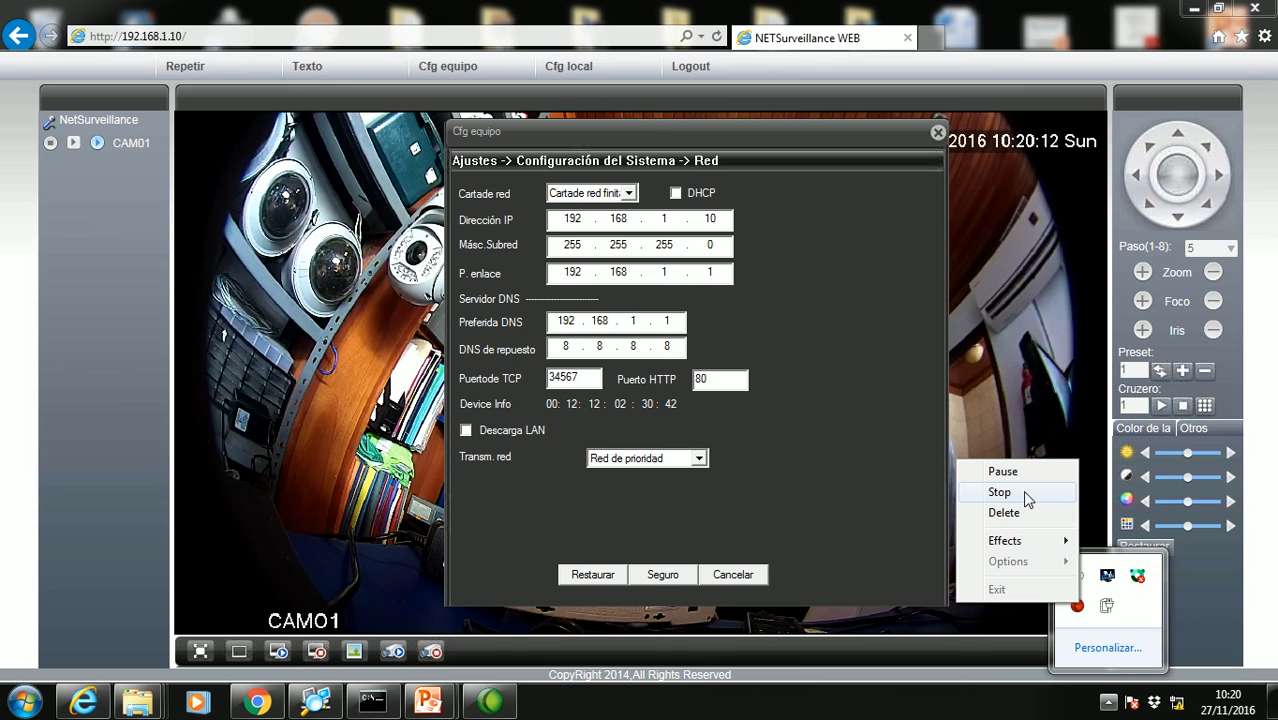 http://192.168.1.10/
NETSurveillance WEB
Repetir
Texto
Cfg equipo
Cfg local
Logout
NetSurveillance
CAM01
2016 10:20:12 Sun
CAM01
Cfg equipo
Ajustes -> Configuración del Sistema -> Red
Cartade red
Cartade red finit
DHCP
Dirección IP
192 . 168 . 1 . 10
Másc.Subred
255 . 255 . 255 . 0
P. enlace
192 . 168 . 1 . 1
Servidor DNS --------------------------
Preferida DNS
192 . 168 . 1 . 1
DNS de repuesto
8 . 8 . 8 . 8
Puertode TCP
34567
Puerto HTTP
80
Device Info
00: 12: 12: 02: 30: 42
Descarga LAN
Transm. red
Red de prioridad
Restaurar
Seguro
Cancelar
Paso(1-8):
5
Zoom
Foco
Iris
Preset:
1
Cruzero:
1
Color de la
Otros
Restaurar
Pause
Stop
Delete
Effects
Options
Exit
Personalizar...
CopyRight 2014,All Rights Reserved
10:20
27/11/2016